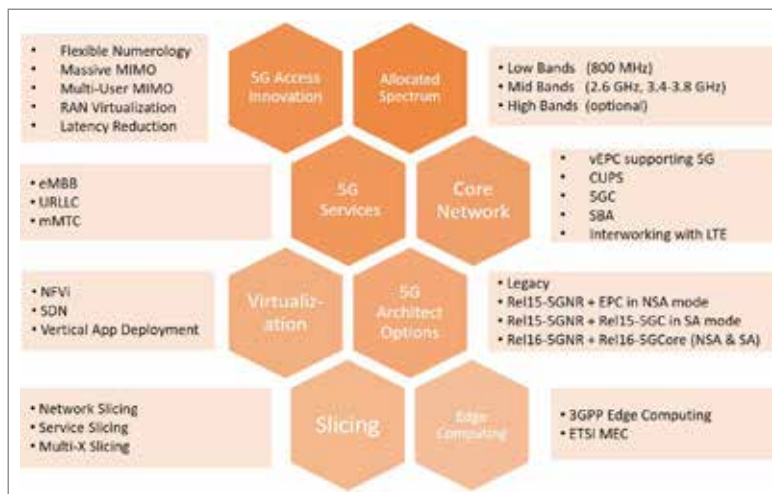 • Flexible Numerology
• Massive MIMO
• Multi-User MIMO
• RAN Virtualization
• Latency Reduction
5G Access
Innovation
Allocated
Spectrum
• Low Bands (800 MHz)
• Mid Bands (2.6 GHz, 3.4-3.8 GHz)
• High Bands (optional)
• eMBB
• URLLC
• mMTC
5G
Services
Core
Network
• vEPC supporting 5G
• CUPS
• 5GC
• SBA
• Interworking with LTE
• NFVi
• SDN
• Vertical App Deployment
Virtualiz-
ation
5G
Architect
Options
• Legacy
• Rel15-5GNR + EPC in NSA mode
• Rel15-5GNR + Rel15-5GC in SA mode
• Rel16-5GNR + Rel16-5GCore (NSA & SA)
• Network Slicing
• Service Slicing
• Multi-X Slicing
Slicing
Edge
Computing
• 3GPP Edge Computing
• ETSI MEC